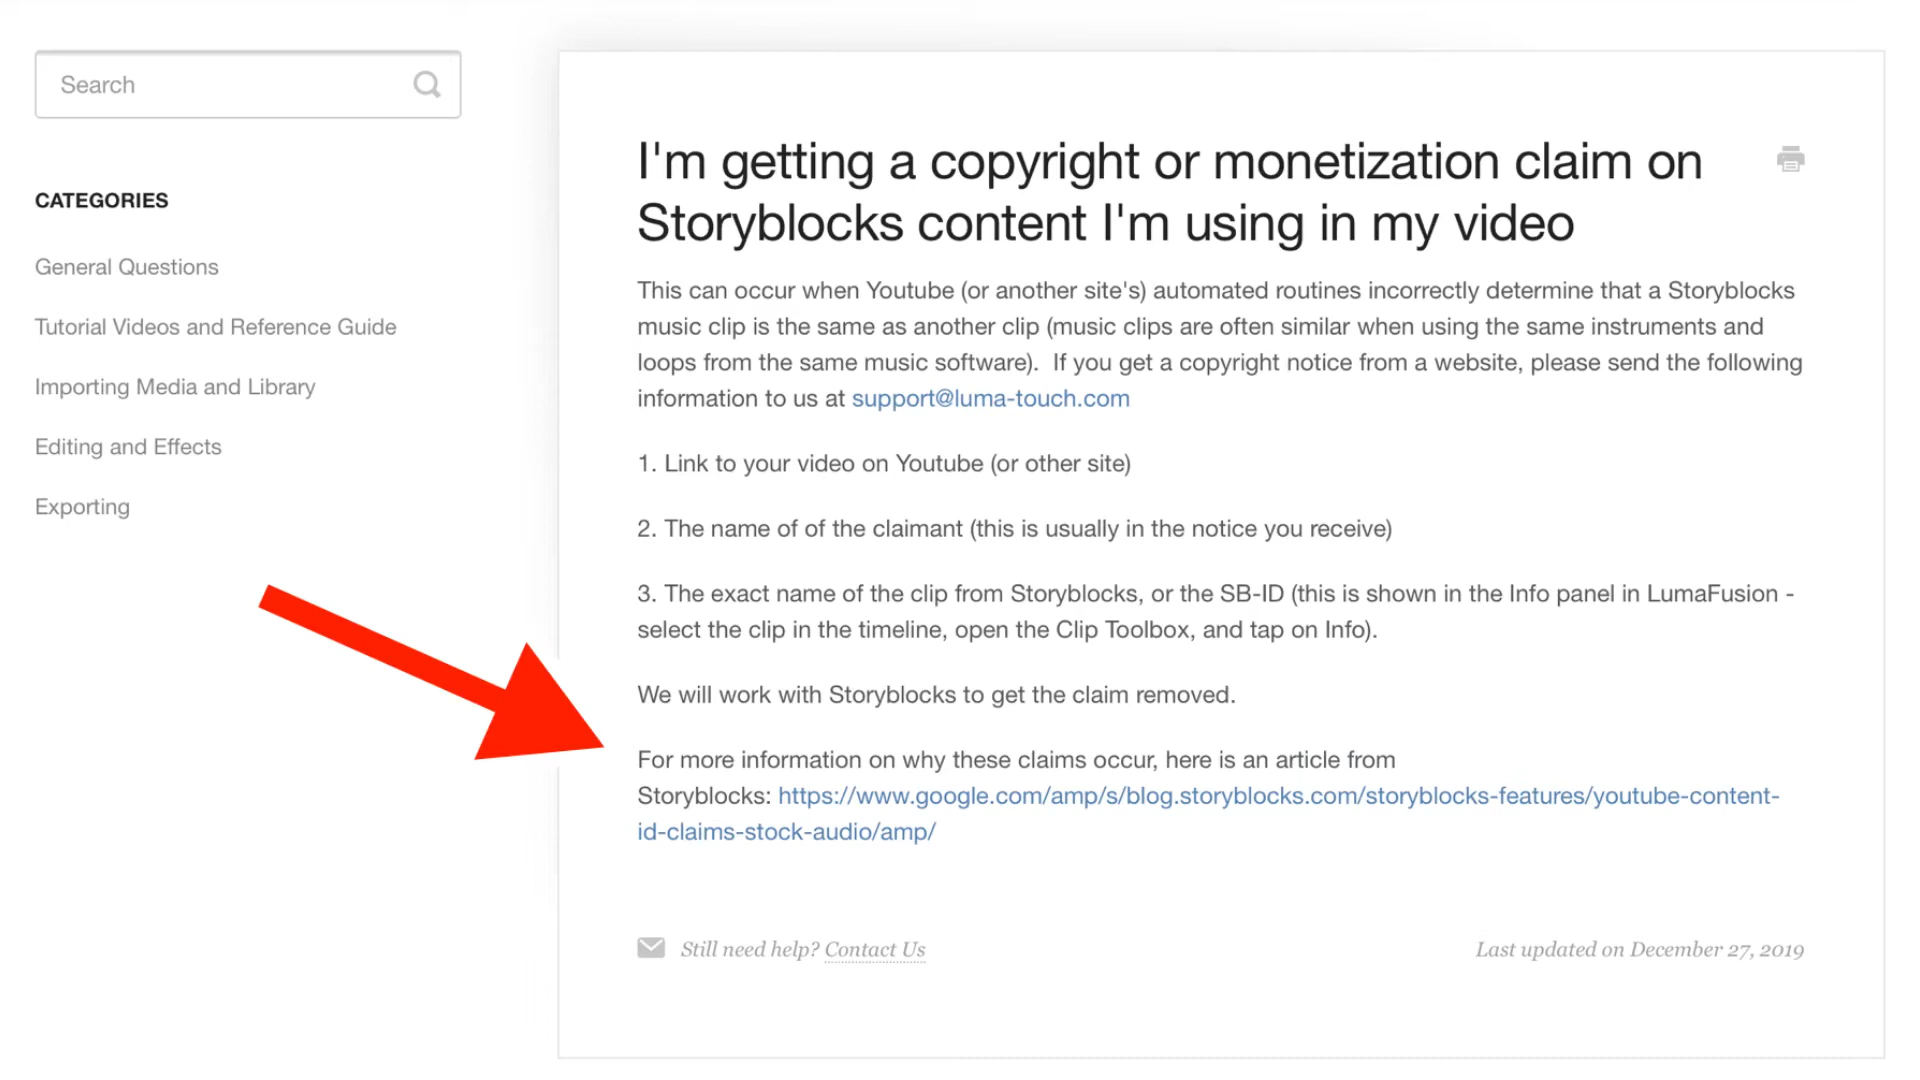 Search
CATEGORIES
General Questions
Tutorial Videos and Reference Guide
Importing Media and Library
Editing and Effects
Exporting
I'm getting a copyright or monetization claim on
Storyblocks content I'm using in my video
This can occur when Youtube (or another site's) automated routines incorrectly determine that a Storyblocks
music clip is the same as another clip (music clips are often similar when using the same instruments and
loops from the same music software).  If you get a copyright notice from a website, please send the following
information to us at support@luma-touch.com
1. Link to your video on Youtube (or other site)
2. The name of of the claimant (this is usually in the notice you receive)
3. The exact name of the clip from Storyblocks, or the SB-ID (this is shown in the Info panel in LumaFusion -
select the clip in the timeline, open the Clip Toolbox, and tap on Info).
We will work with Storyblocks to get the claim removed.
For more information on why these claims occur, here is an article from
Storyblocks: https://www.google.com/amp/s/blog.storyblocks.com/storyblocks-features/youtube-content-
id-claims-stock-audio/amp/
Still need help? Contact Us
Last updated on December 27, 2019